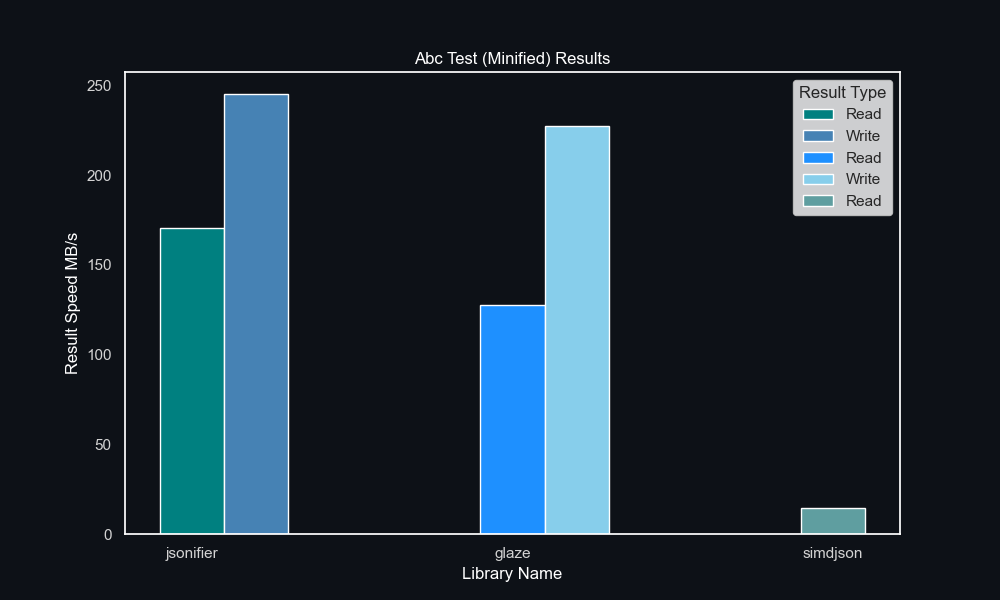 Abc Test (Minified) Results
Result Speed MB/s
250
200
150
100
50
0
Result Type
Read
Write
Read
Write
Read
jsonifier
glaze
simdjson
Library Name